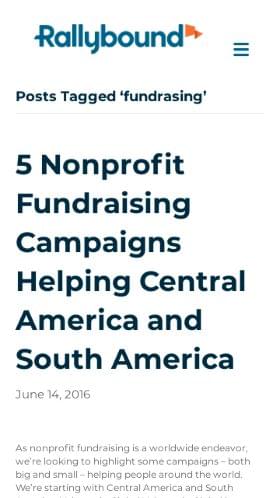 Rallybound
Posts Tagged ‘fundrasing’
5 Nonprofit
Fundraising
Campaigns
Helping Central
America and
South America
June 14, 2016
As nonprofit fundraising is a worldwide endeavor,
we’re looking to highlight some campaigns – both
big and small – helping people around the world.
We’re starting with Central America and South